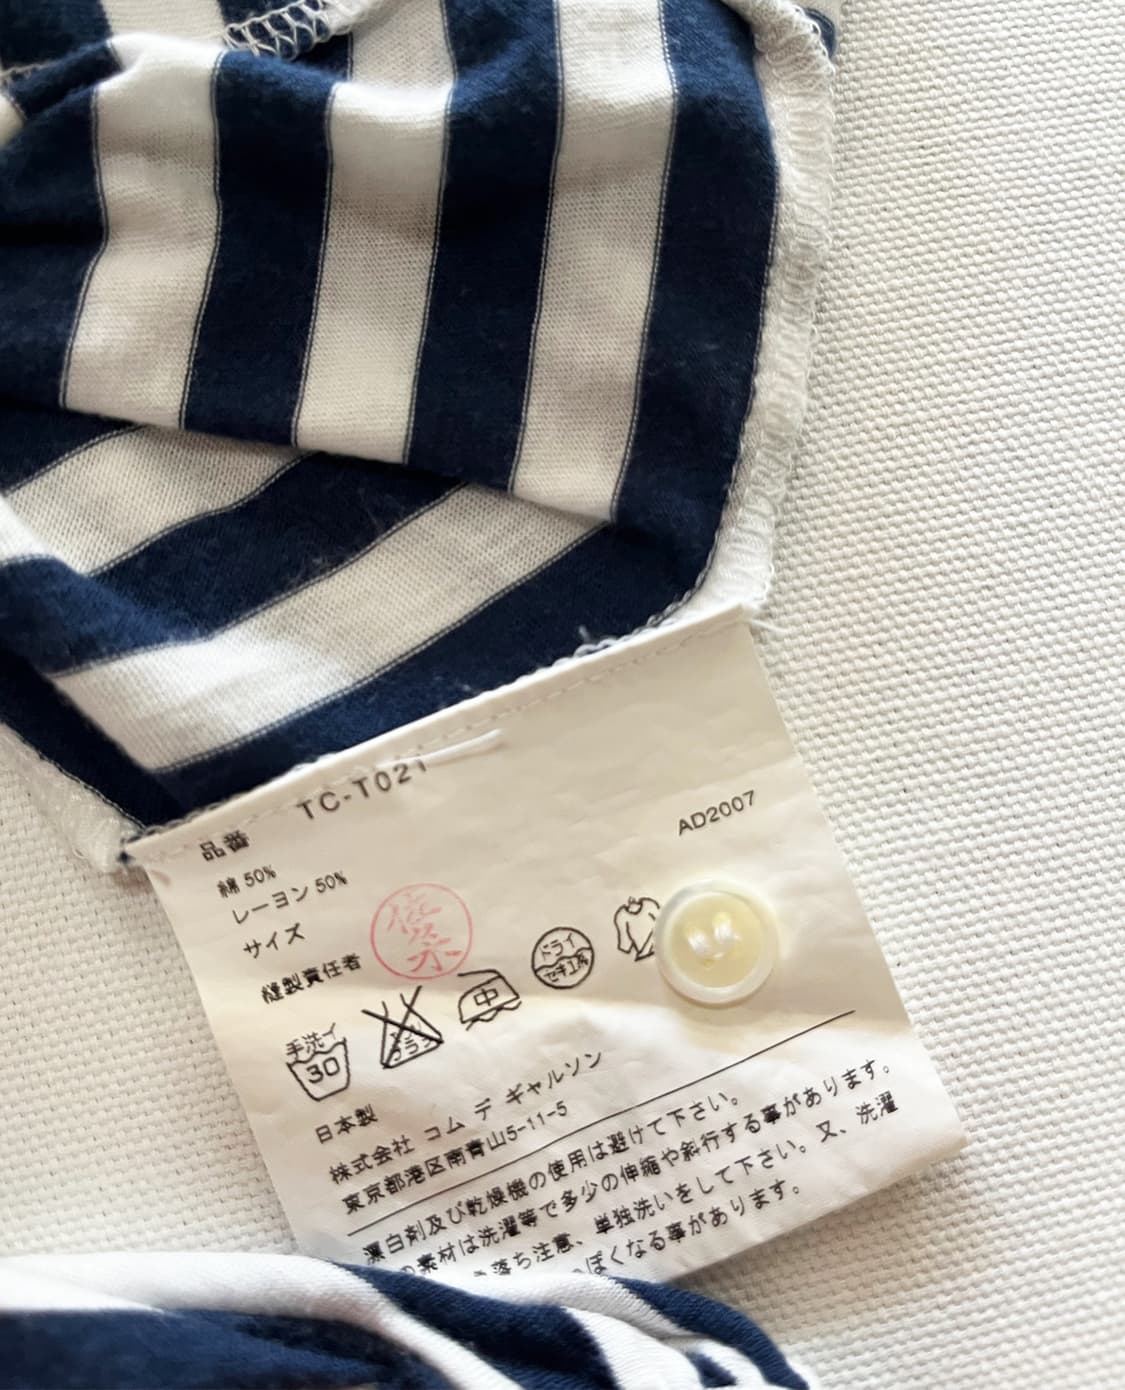 TC-T021
AD2007
品番
綿 50%
レーヨン 50%
サイズ
縫製責任者
手洗イ
30
中
ドライ
セキユ系
日本製
株式会社 コム デ ギャルソン
東京都港区南青山5-11-5
漂白剤及び乾燥機の使用は避けて下さい。
素材は洗濯等で多少の伸縮や斜行する事があります。
落ち注意、単独洗いをして下さい。又、洗濯
ぽくなる事があります。